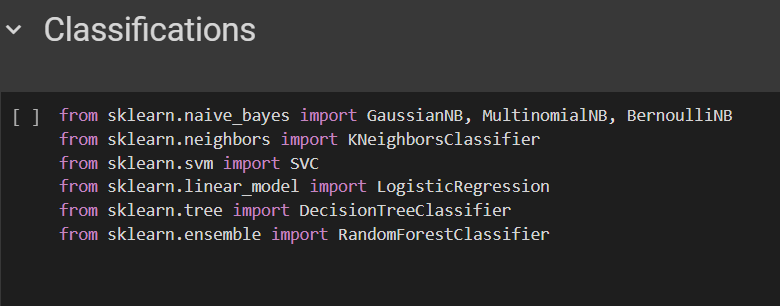 Classifications
[ ] from sklearn.naive_bayes import GaussianNB, MultinomialNB, BernoulliNB
from sklearn.neighbors import KNeighborsClassifier
from sklearn.svm import SVC
from sklearn.linear_model import LogisticRegression
from sklearn.tree import DecisionTreeClassifier
from sklearn.ensemble import RandomForestClassifier